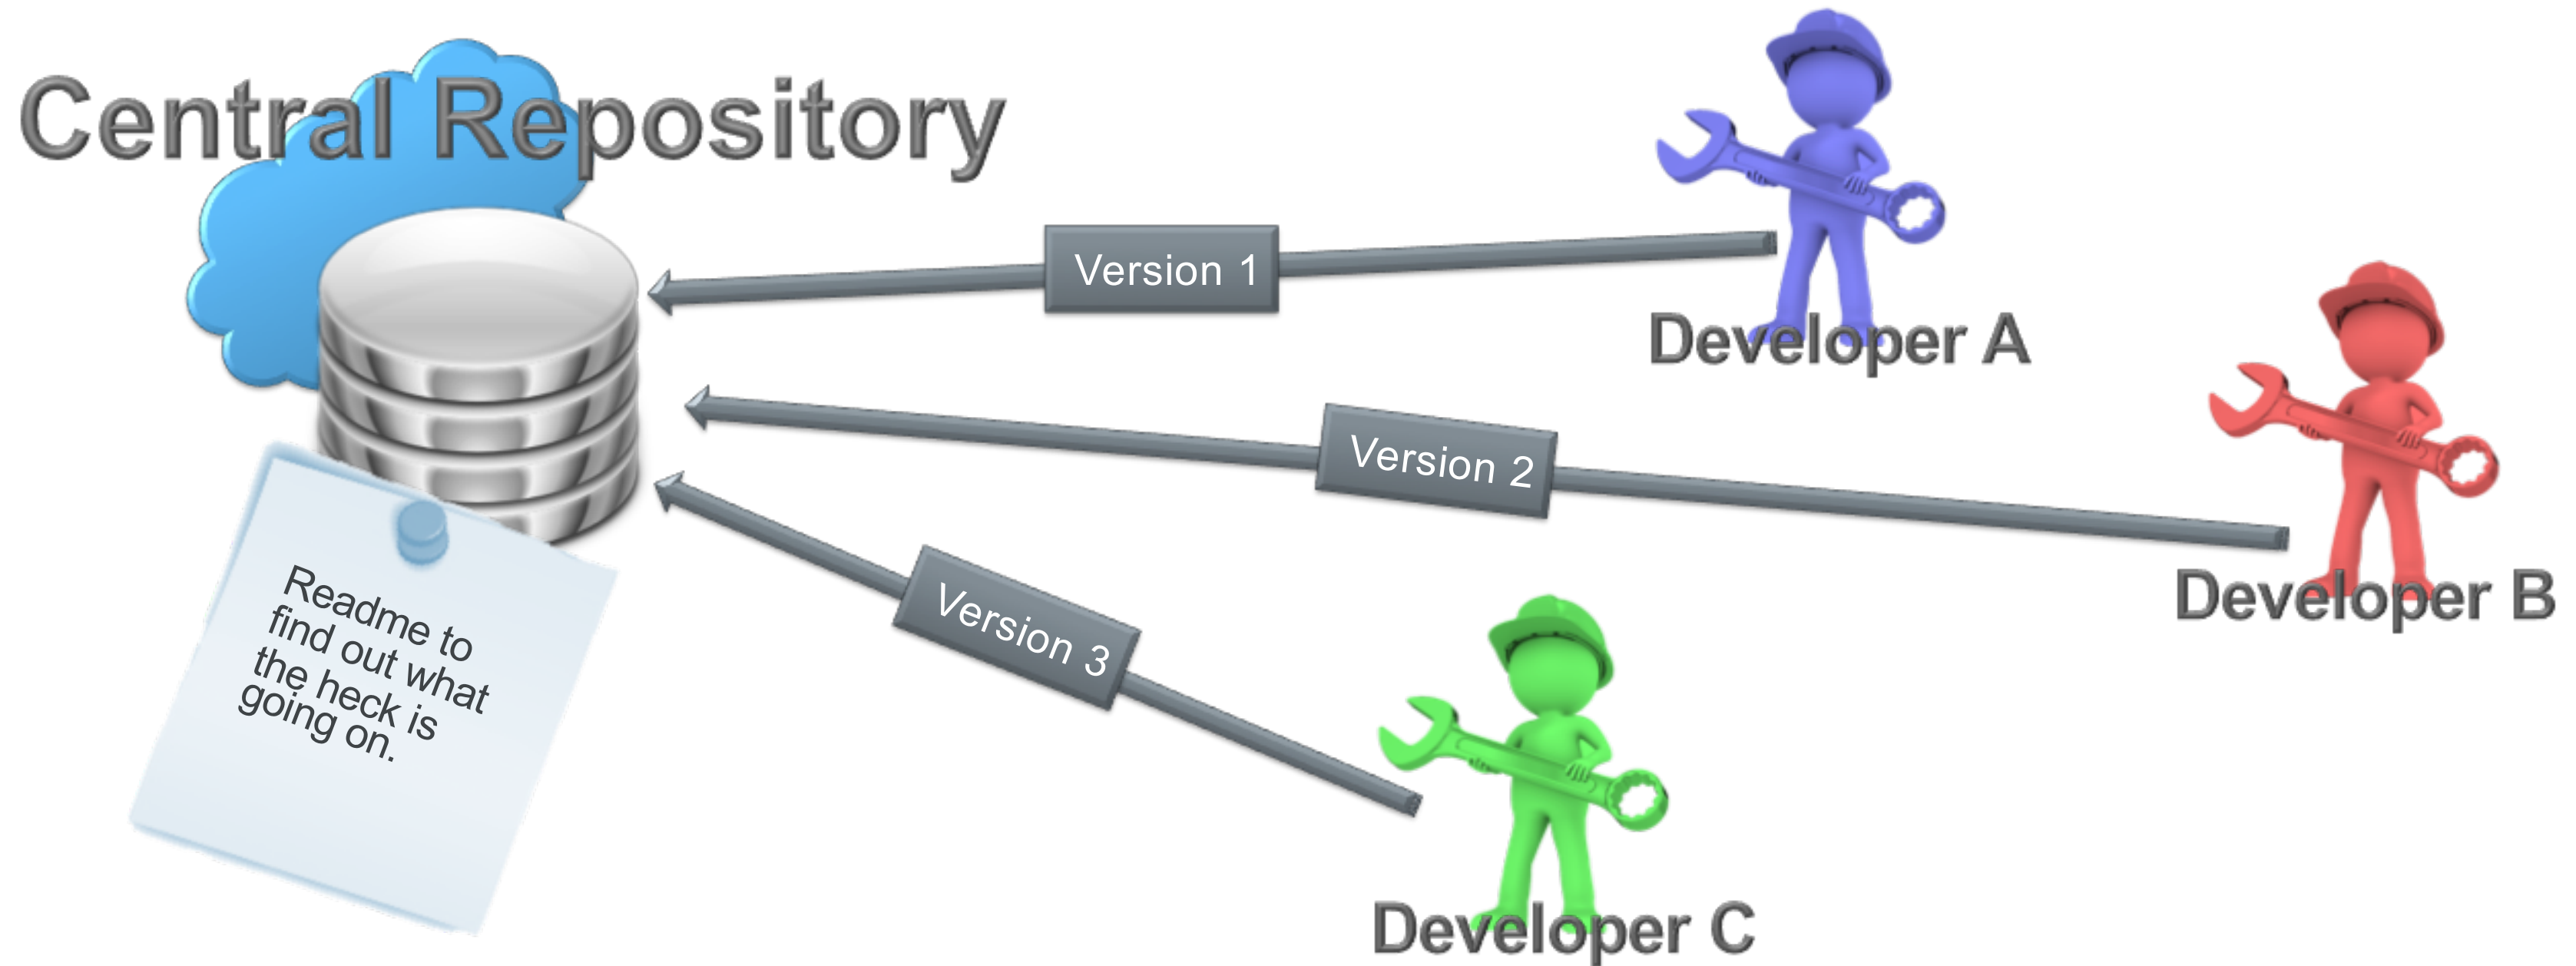 Central Repository
Version 1
Developer A
Version 2
Developer B
Version 3
Developer C
Readme to
find out what
the heck is
going on.